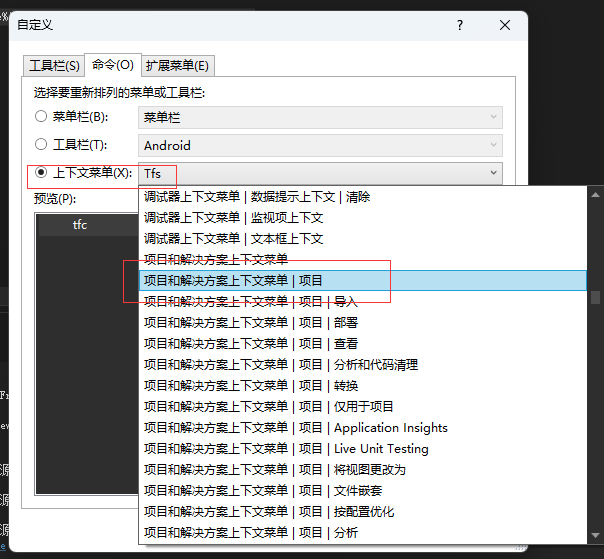 自定义
?
工具栏(S)
命令(O)
扩展菜单(E)
选择要重新排列的菜单或工具栏:
菜单栏(B):
菜单栏
工具栏(T):
Android
上下文菜单(X):
Tfs
预览(P):
tfc
调试器上下文菜单 | 数据提示上下文 | 清除
调试器上下文菜单 | 监视项上下文
调试器上下文菜单 | 文本框上下文
项目和解决方案上下文菜单
项目和解决方案上下文菜单 | 项目
项目和解决方案上下文菜单 | 项目 | 导入
项目和解决方案上下文菜单 | 项目 | 部署
项目和解决方案上下文菜单 | 项目 | 查看
项目和解决方案上下文菜单 | 项目 | 分析和代码清理
项目和解决方案上下文菜单 | 项目 | 转换
项目和解决方案上下文菜单 | 项目 | 仅用于项目
项目和解决方案上下文菜单 | 项目 | Application Insights
项目和解决方案上下文菜单 | 项目 | Live Unit Testing
项目和解决方案上下文菜单 | 项目 | 将视图更改为
项目和解决方案上下文菜单 | 项目 | 文件嵌套
项目和解决方案上下文菜单 | 项目 | 按配置优化
项目和解决方案上下文菜单 | 项目 | 分析